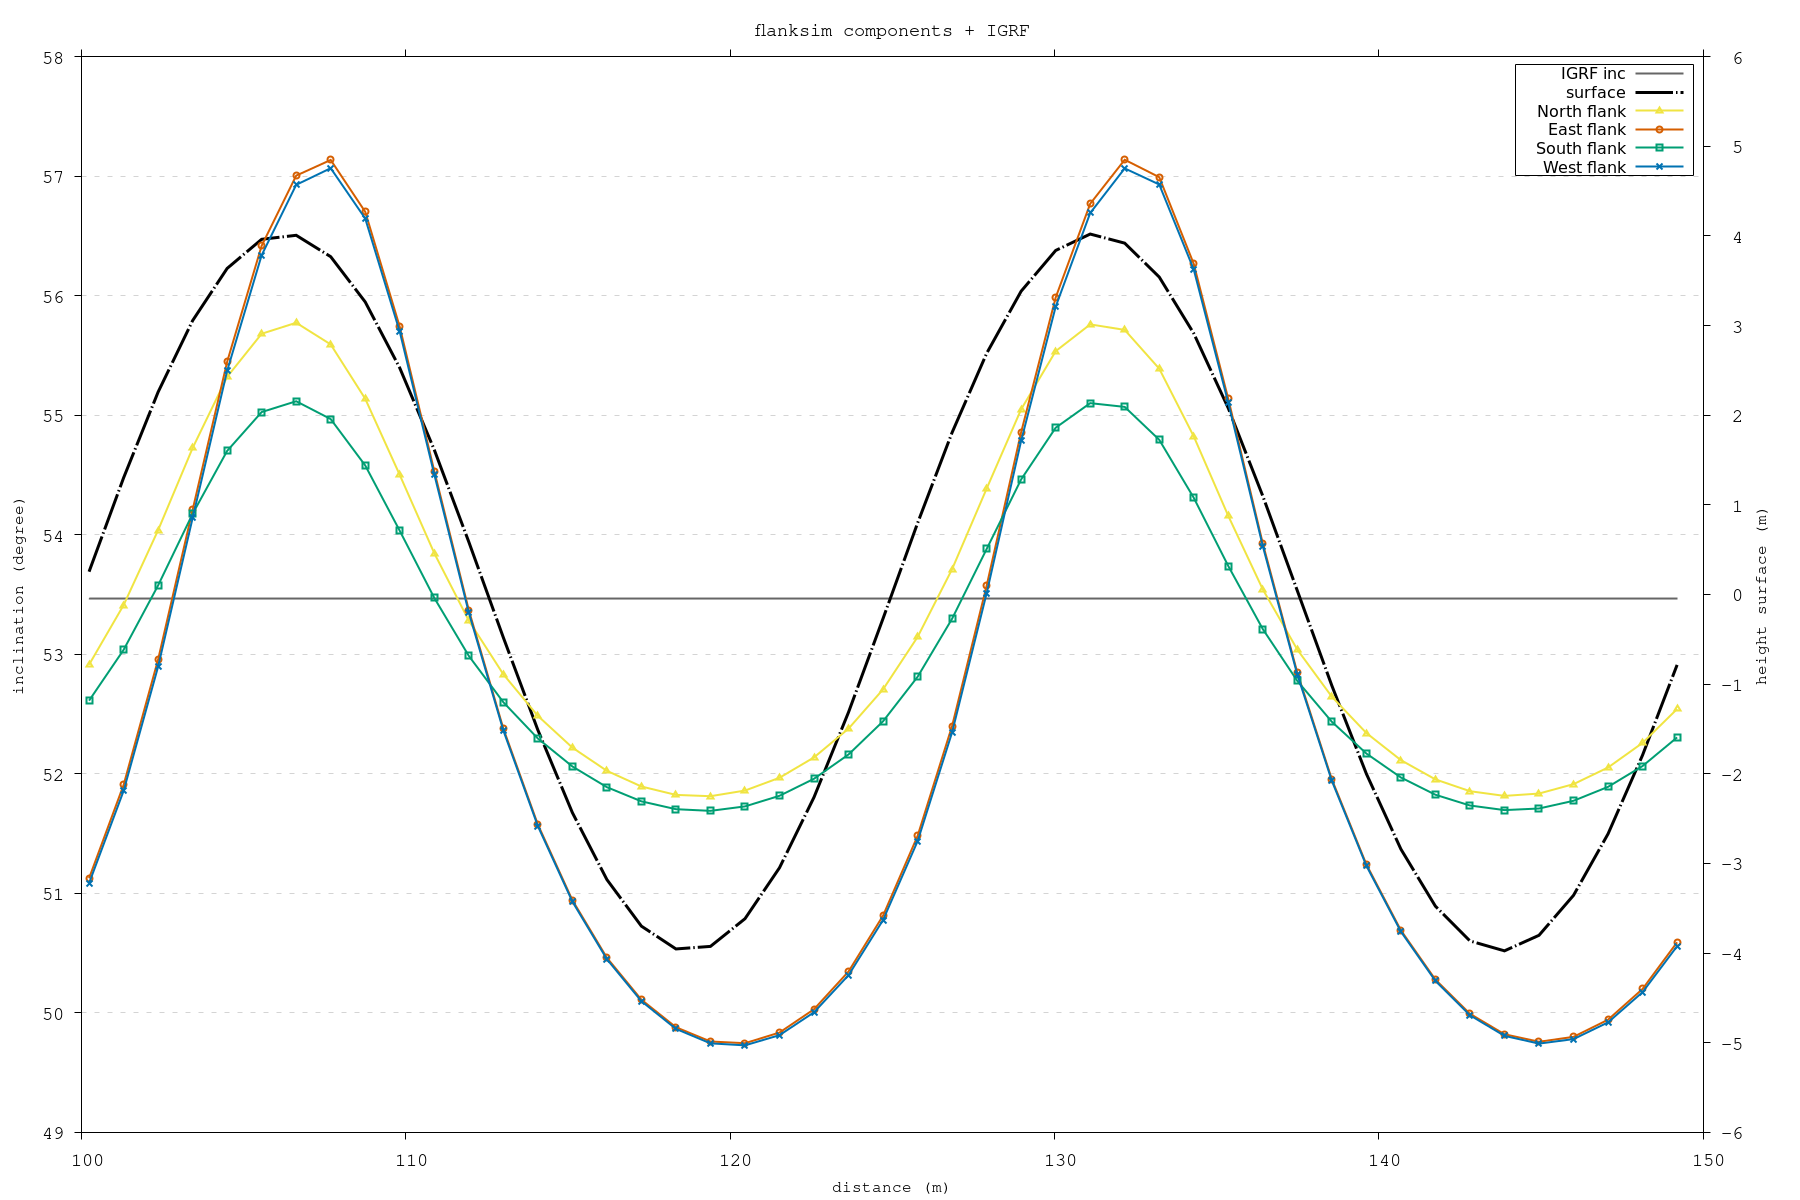 flanksim components + IGRF
58
57
56
55
54
53
52
51
50
49
inclination (degree)
IGRF inc
surface
North flank
East flank
South flank
West flank
6
5
4
3
2
1
0
-1
-2
-3
-4
-5
-6
height surface (m)
100
110
120
130
140
150
distance (m)